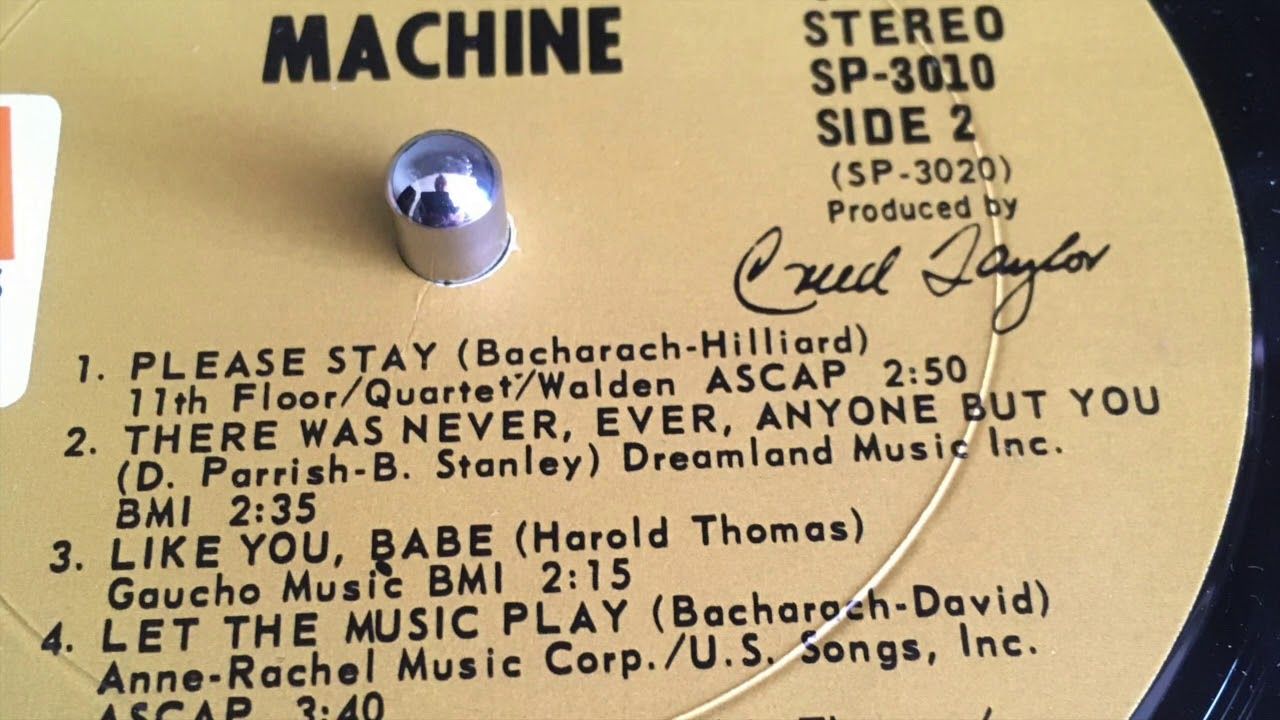 MACHINE
STEREO
SP-3010
SIDE 2
(SP-3020)
Produced by
Creed Taylor
1. PLEASE STAY (Bacharach-Hilliard)
11th Floor/Quartet/Walden ASCAP 2:50
2. THERE WAS NEVER, EVER, ANYONE BUT YOU
(D. Parrish-B. Stanley) Dreamland Music Inc.
BMI 2:35
3. LIKE YOU, BABE (Harold Thomas)
Gaucho Music BMI 2:15
4. LET THE MUSIC PLAY (Bacharach-David)
Anne-Rachel Music Corp./U.S. Songs, Inc.
ASCAP 3:40